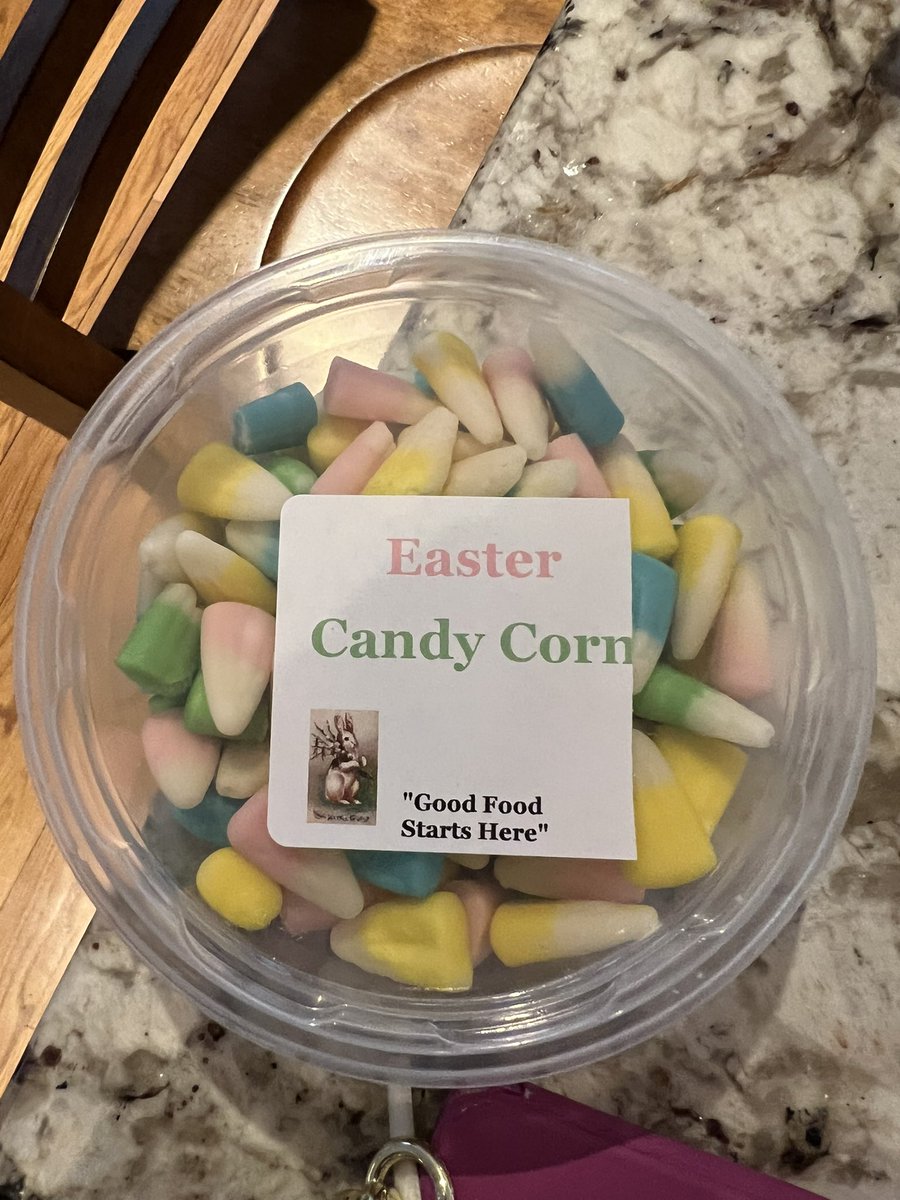 Easter
Candy Corn
"Good Food
Starts Here"